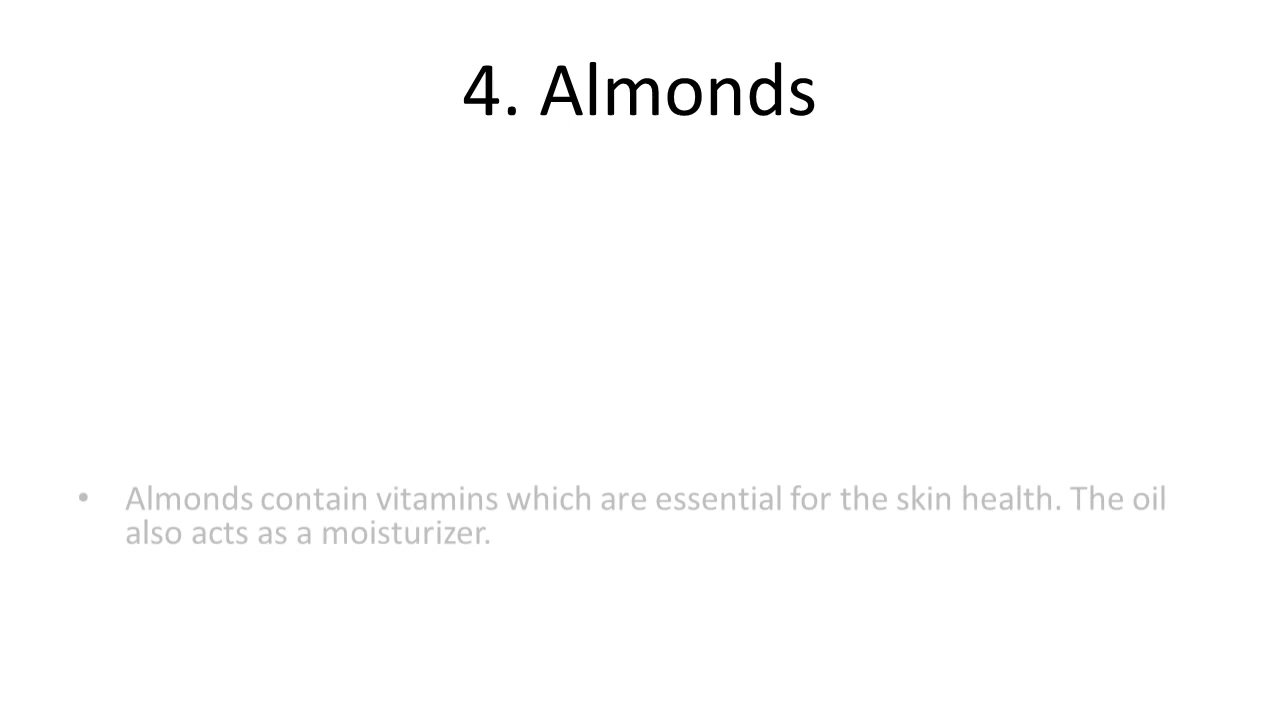 4. Almonds
• Almonds contain vitamins which are essential for the skin health. The oil
also acts as a moisturizer.